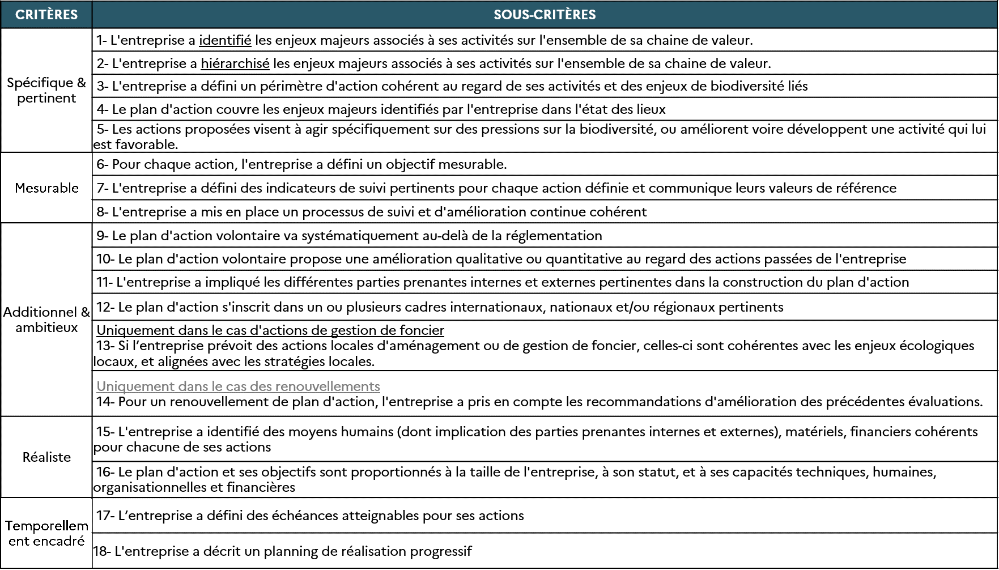 CRITÈRES
SOUS-CRITÈRES
Spécifique &
pertinent
1- L'entreprise a identifié les enjeux majeurs associés à ses activités sur l'ensemble de sa chaine de valeur.
2- L'entreprise a hiérarchisé les enjeux majeurs associés à ses activités sur l'ensemble de sa chaine de valeur.
3- L'entreprise a défini un périmètre d'action cohérent au regard de ses activités et des enjeux de biodiversité liés
4- Le plan d'action couvre les enjeux majeurs identifiés par l'entreprise dans l'état des lieux
5- Les actions proposées visent à agir spécifiquement sur des pressions sur la biodiversité, ou améliorent voire développent une activité qui lui
est favorable.
Mesurable
6- Pour chaque action, l'entreprise a défini un objectif mesurable.
7- L'entreprise a défini des indicateurs de suivi pertinents pour chaque action définie et communique leurs valeurs de référence
8- L'entreprise a mis en place un processus de suivi et d'amélioration continue cohérent
Additionnel &
ambitieux
9- Le plan d'action volontaire va systématiquement au-delà de la réglementation
10- Le plan d'action volontaire propose une amélioration qualitative ou quantitative au regard des actions passées de l'entreprise
11- L'entreprise a impliqué les différentes parties prenantes internes et externes pertinentes dans la construction du plan d'action
12- Le plan d'action s'inscrit dans un ou plusieurs cadres internationaux, nationaux et/ou régionaux pertinents
Uniquement dans le cas d'actions de gestion de foncier
13- Si l’entreprise prévoit des actions locales d'aménagement ou de gestion de foncier, celles-ci sont cohérentes avec les enjeux écologiques
locaux, et alignées avec les stratégies locales.
Uniquement dans le cas des renouvellements
14- Pour un renouvellement de plan d'action, l'entreprise a pris en compte les recommandations d'amélioration des précédentes évaluations.
Réaliste
15- L'entreprise a identifié des moyens humains (dont implication des parties prenantes internes et externes), matériels, financiers cohérents
pour chacune de ses actions
16- Le plan d'action et ses objectifs sont proportionnés à la taille de l'entreprise, à son statut, et à ses capacités techniques, humaines,
organisationnelles et financières
Temporellem
ent encadré
17- L’entreprise a défini des échéances atteignables pour ses actions
18- L'entreprise a décrit un planning de réalisation progressif